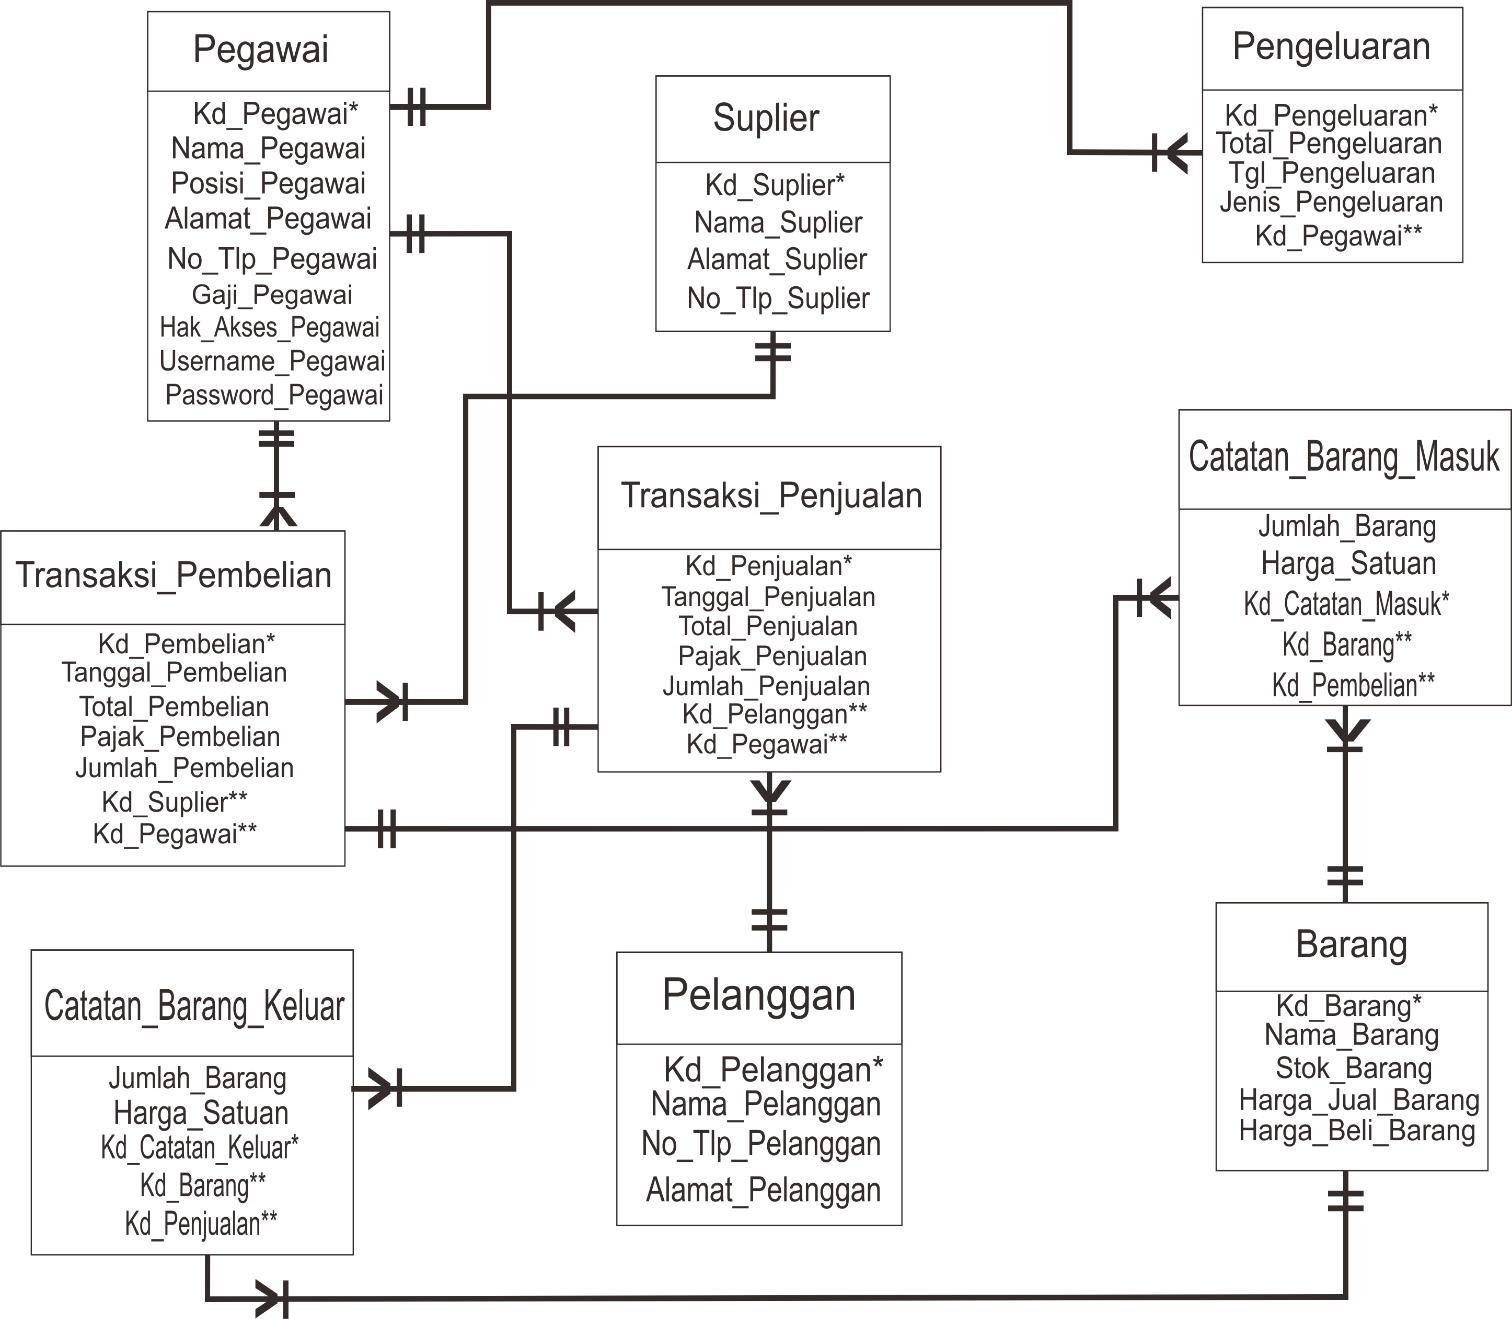 Pegawai
Kd_Pegawai*
Nama_Pegawai
Posisi_Pegawai
Alamat_Pegawai
No_Tlp_Pegawai
Gaji_Pegawai
Hak_Akses_Pegawai
Username_Pegawai
Password_Pegawai
Suplier
Kd_Suplier*
Nama_Suplier
Alamat_Suplier
No_Tlp_Suplier
Pengeluaran
Kd_Pengeluaran*
Total_Pengeluaran
Tgl_Pengeluaran
Jenis_Pengeluaran
Kd_Pegawai**
Transaksi_Pembelian
Kd_Pembelian*
Tanggal_Pembelian
Total_Pembelian
Pajak_Pembelian
Jumlah_Pembelian
Kd_Suplier**
Kd_Pegawai**
Transaksi_Penjualan
Kd_Penjualan*
Tanggal_Penjualan
Total_Penjualan
Pajak_Penjualan
Jumlah_Penjualan
Kd_Pelanggan**
Kd_Pegawai**
Catatan_Barang_Masuk
Jumlah_Barang
Harga_Satuan
Kd_Catatan_Masuk*
Kd_Barang**
Kd_Pembelian**
Catatan_Barang_Keluar
Jumlah_Barang
Harga_Satuan
Kd_Catatan_Keluar*
Kd_Barang**
Kd_Penjualan**
Pelanggan
Kd_Pelanggan*
Nama_Pelanggan
No_Tlp_Pelanggan
Alamat_Pelanggan
Barang
Kd_Barang*
Nama_Barang
Stok_Barang
Harga_Jual_Barang
Harga_Beli_Barang